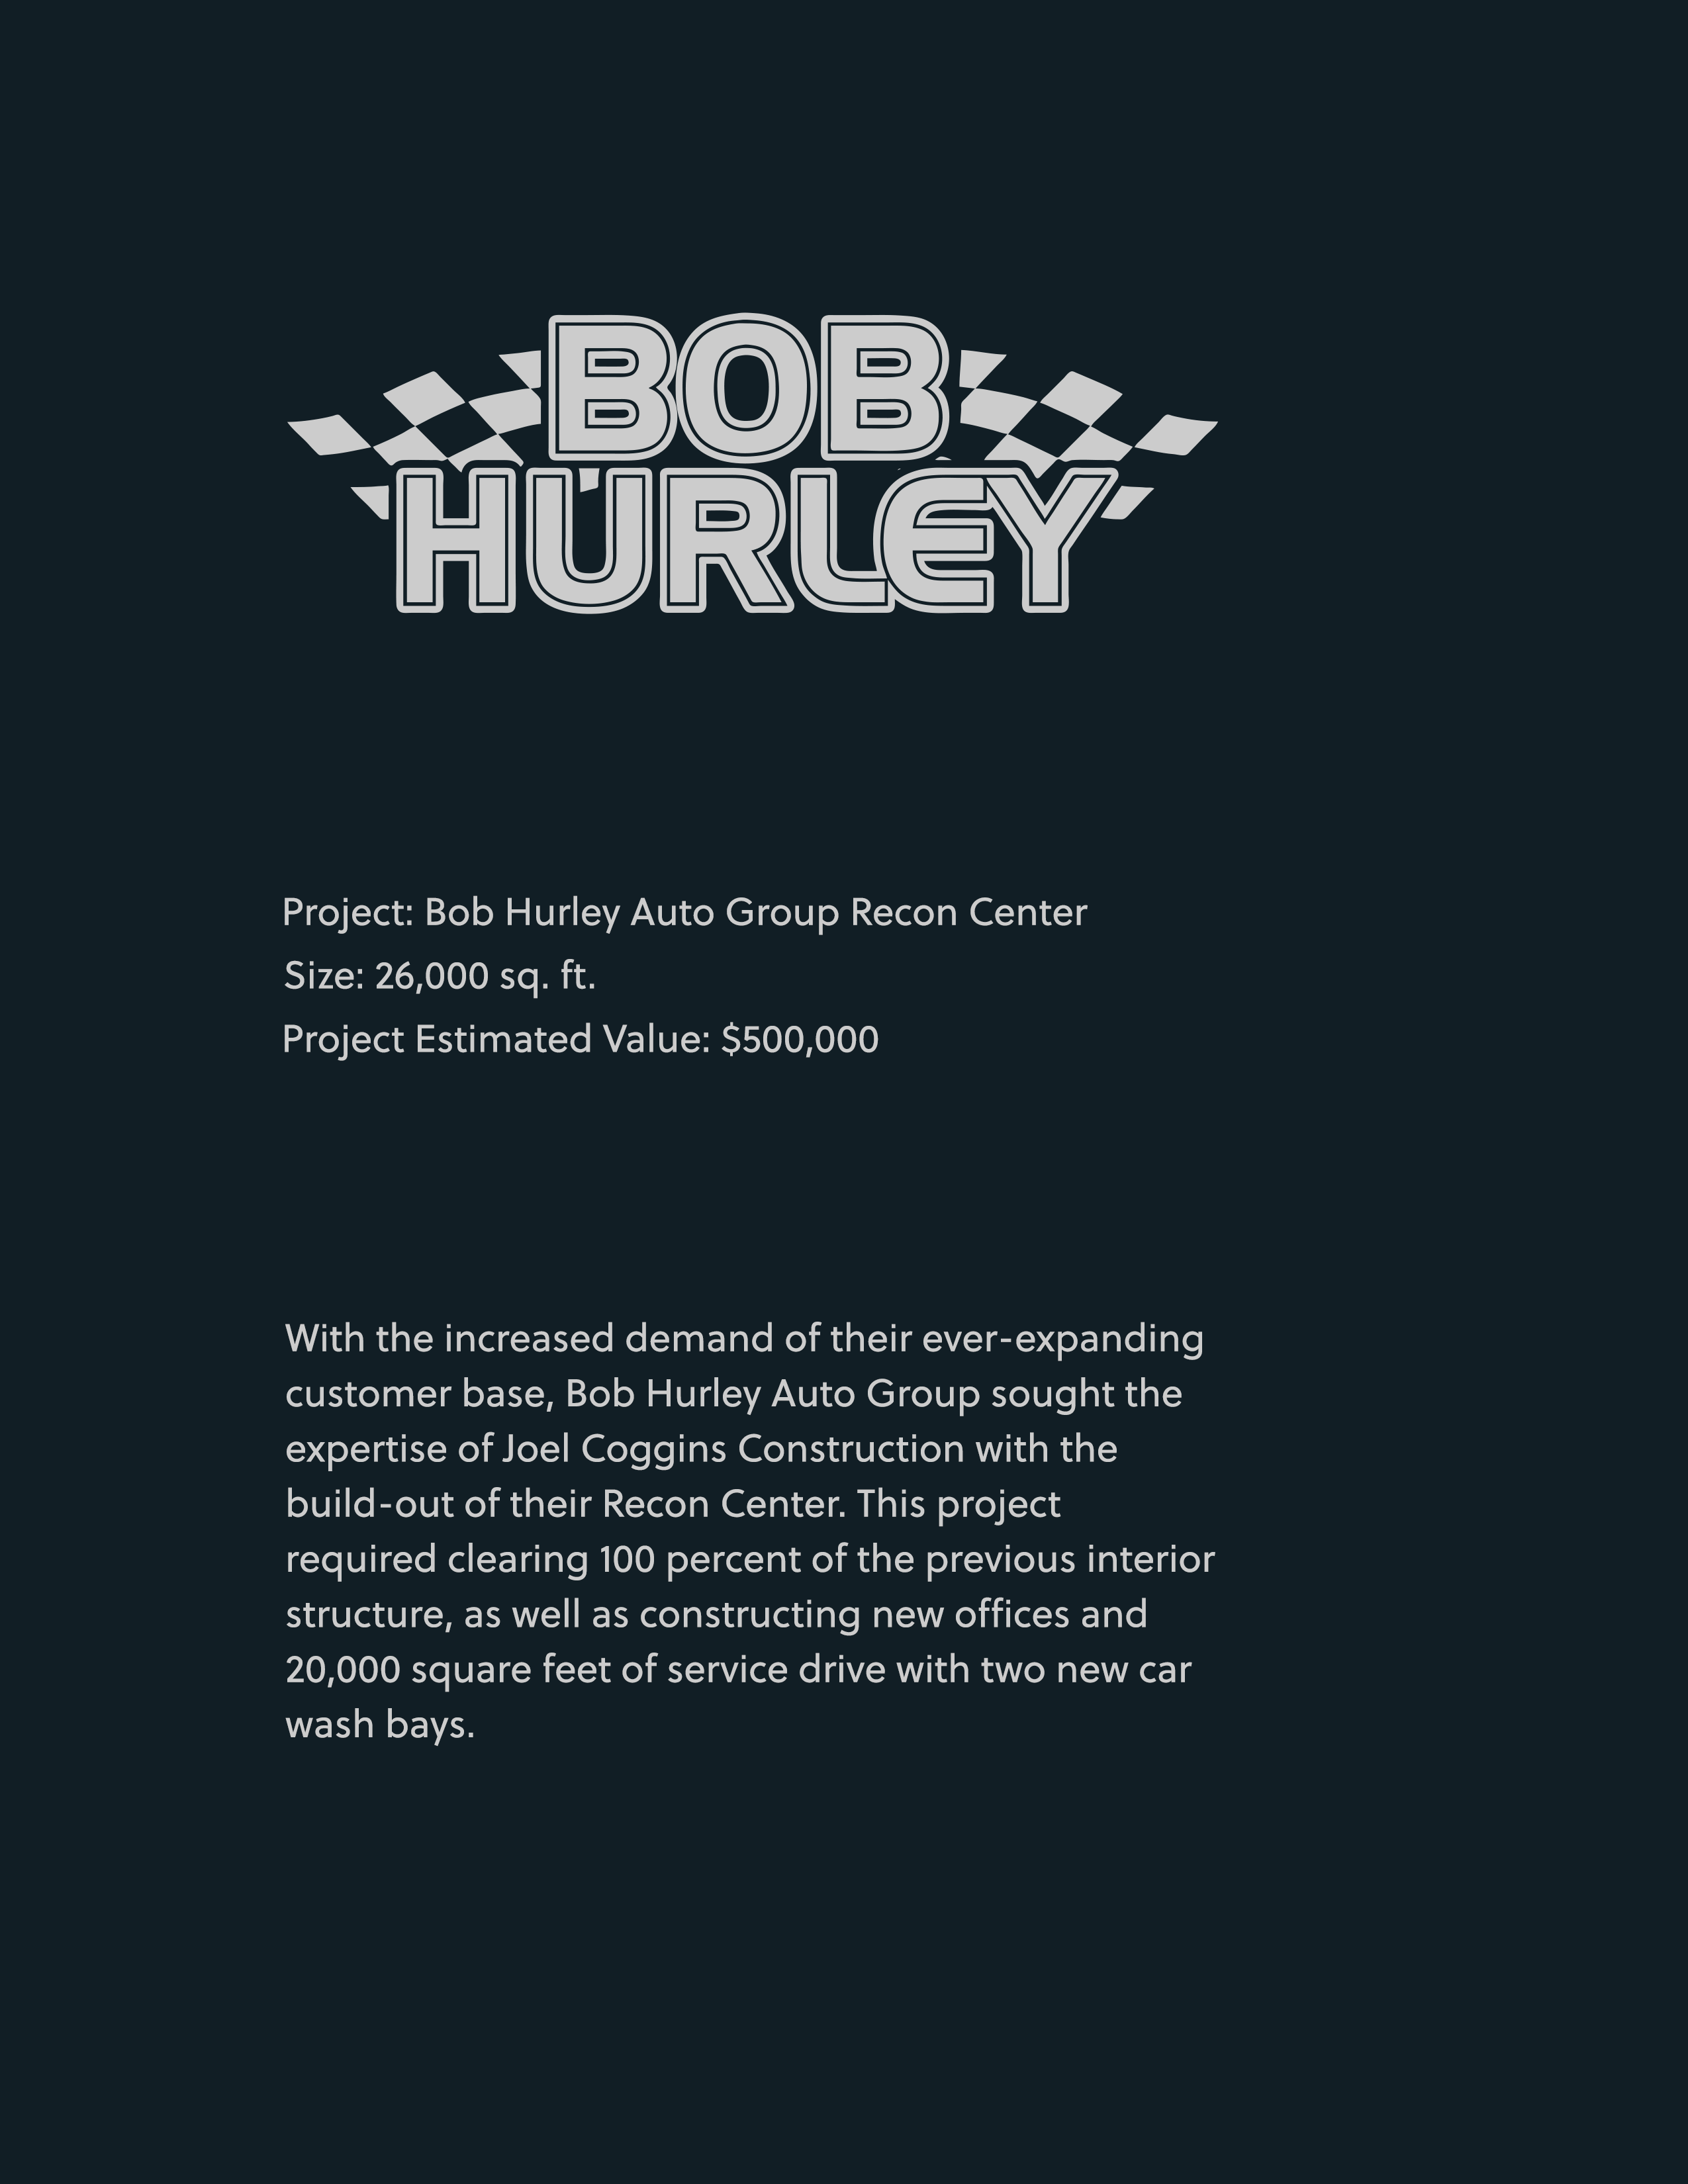 BOB
HURLEY
Project: Bob Hurley Auto Group Recon Center
Size: 26,000 sq. ft.
Project Estimated Value: $500,000
With the increased demand of their ever-expanding
customer base, Bob Hurley Auto Group sought the
expertise of Joel Coggins Construction with the
build-out of their Recon Center. This project
required clearing 100 percent of the previous interior
structure, as well as constructing new offices and
20,000 square feet of service drive with two new car
wash bays.